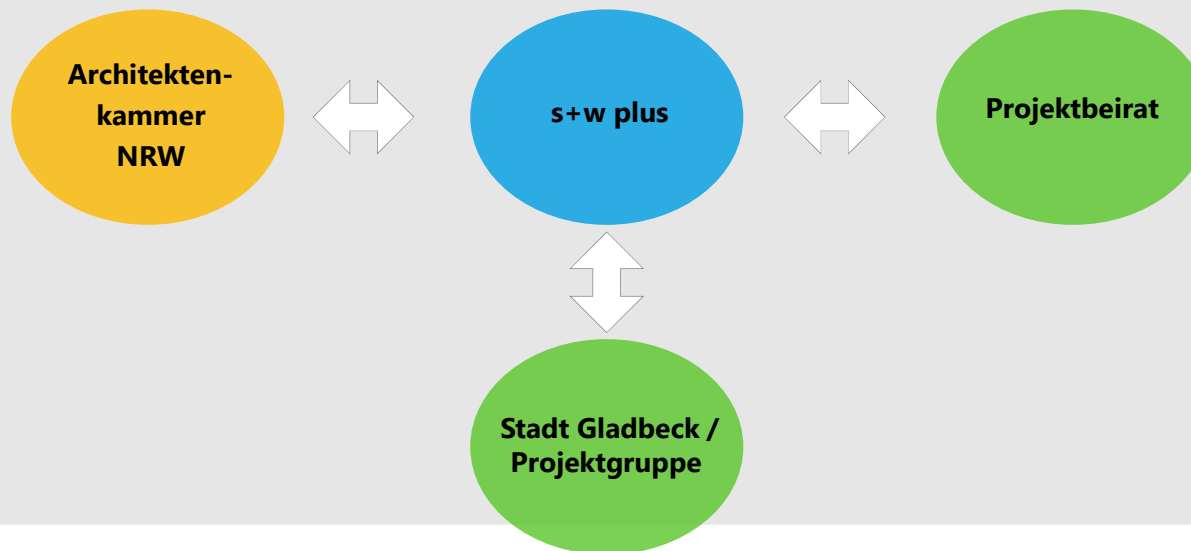 Architekten-
kammer
NRW
s+w plus
Projektbeirat
Stadt Gladbeck /
Projektgruppe